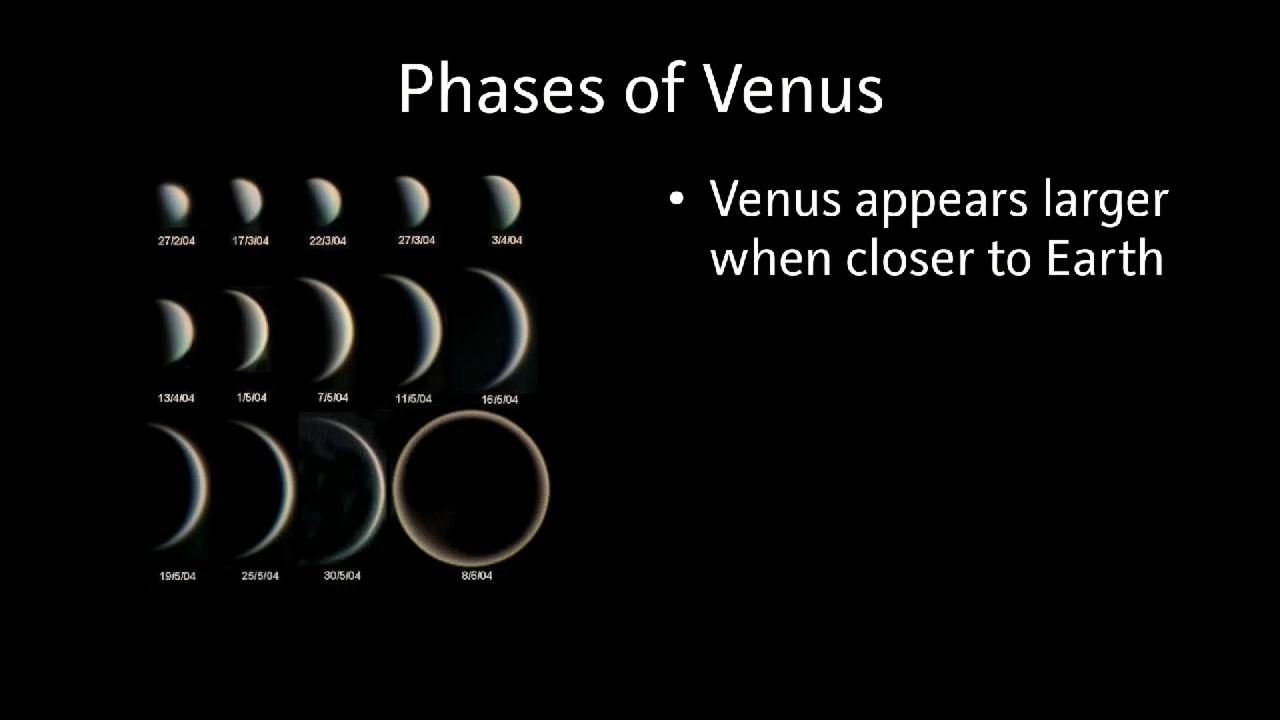 Phases of Venus
• Venus appears larger
when closer to Earth
27/2/04 17/3/04 22/3/04 27/3/04 3/4/04
13/4/04 1/5/04 7/5/04 11/5/04 16/5/04
19/5/04 25/5/04 30/5/04 8/6/04